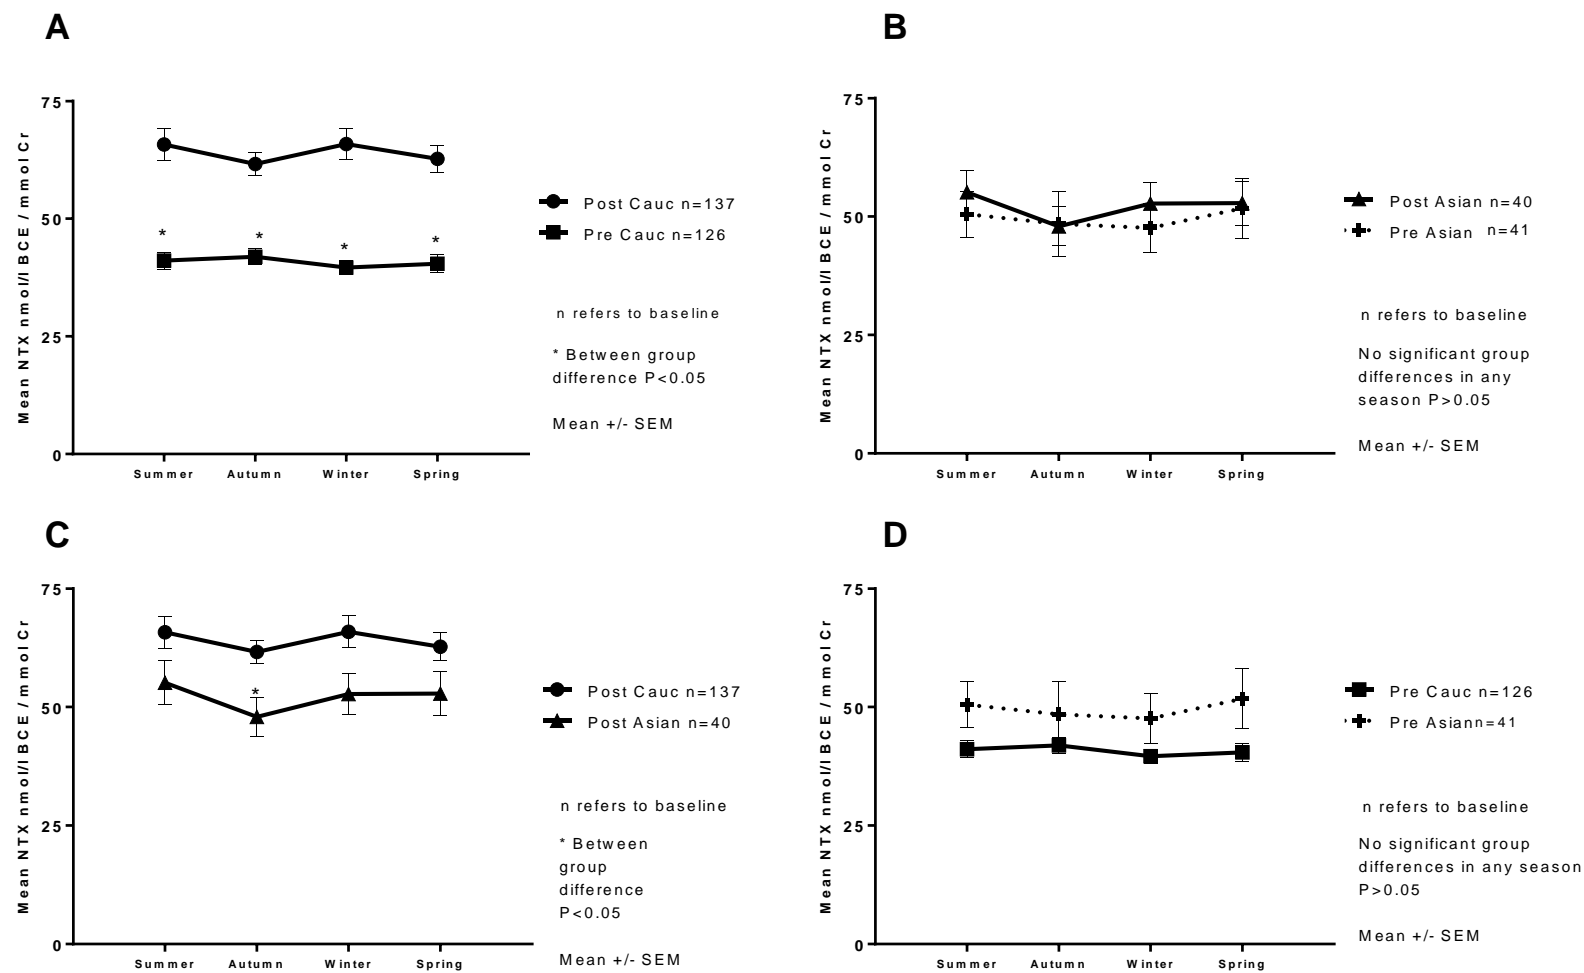 A
Mean NTX nmol/l BCE / mmol Cr
75
50
25
0
Summer Autumn Winter Spring
*
*
*
*
Post Cauc n=137
Pre Cauc n=126
n refers to baseline
* Between group
difference P<0.05
Mean +/- SEM
B
Mean NTX nmol/l BCE / mmol Cr
75
50
25
0
Summer Autumn Winter Spring
Post Asian n=40
Pre Asian n=41
n refers to baseline
No significant group
differences in any
season P>0.05
Mean +/- SEM
C
Mean NTX nmol/l BCE / mmol Cr
75
50
25
0
Summer Autumn Winter Spring
*
Post Cauc n=137
Post Asian n=40
n refers to baseline
* Between
group
difference
P<0.05
Mean +/- SEM
D
Mean NTX nmol/l BCE / mmol Cr
75
50
25
0
Summer Autumn Winter Spring
Pre Cauc n=126
Pre Asian n=41
n refers to baseline
No significant group
differences in any season
P>0.05
Mean +/- SEM